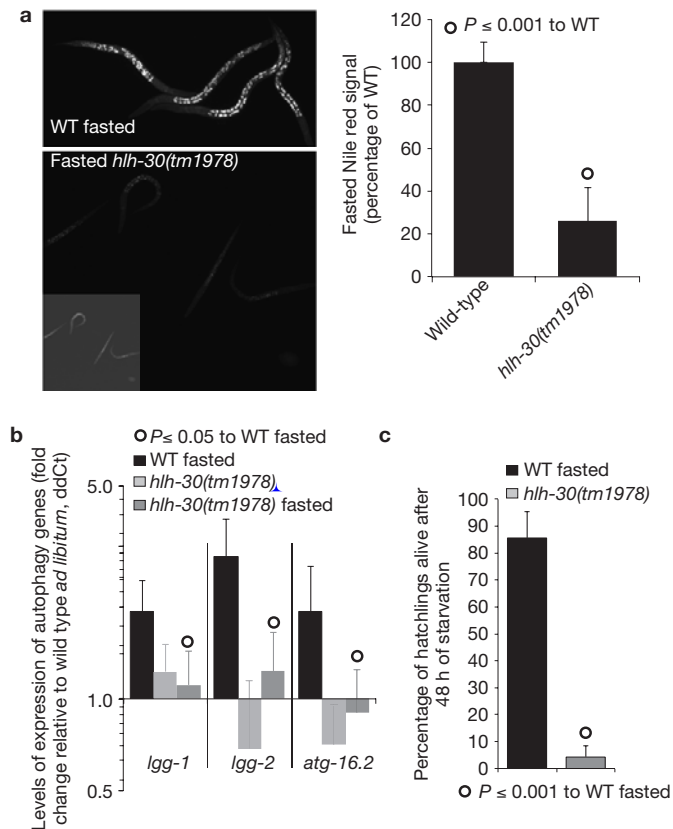 a
WT fasted
Fasted hlh-30(tm1978)
Fasted Nile red signal
(percentage of WT)
120
100
80
60
40
20
0
P ≤ 0.001 to WT
Wild-type
hlh-30(tm1978)
b
P≤ 0.05 to WT fasted
WT fasted
hlh-30(tm1978)
hlh-30(tm1978) fasted
Levels of expression of autophagy genes (fold
change relative to wild type ad libitum, ddCt)
5.0
1.0
0.5
lgg-1
lgg-2
atg-16.2
c
WT fasted
hlh-30(tm1978)
Percentage of hatchlings alive after
48 h of starvation
100
90
80
70
60
50
40
30
20
10
0
P ≤ 0.001 to WT fasted